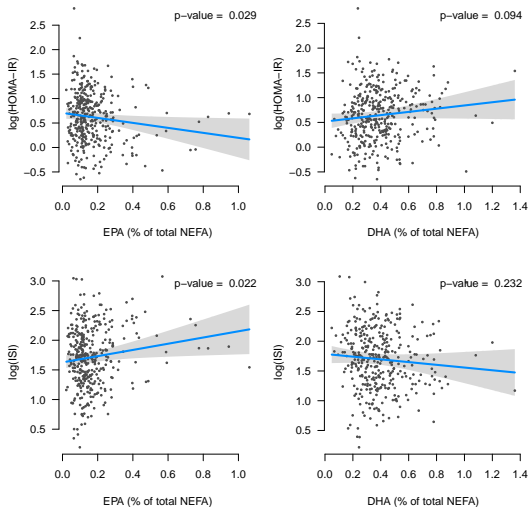 p-value = 0.029
log(HOMA-IR)
2.5
2.0
1.5
1.0
0.5
0.0
-0.5
0.0 0.2 0.4 0.6 0.8 1.0
EPA (% of total NEFA)
p-value = 0.094
log(HOMA-IR)
2.5
2.0
1.5
1.0
0.5
0.0
-0.5
0.0 0.2 0.4 0.6 0.8 1.0 1.2 1.4
DHA (% of total NEFA)
p-value = 0.022
log(ISI)
3.0
2.5
2.0
1.5
1.0
0.5
0.0 0.2 0.4 0.6 0.8 1.0
EPA (% of total NEFA)
p-value = 0.232
log(ISI)
3.0
2.5
2.0
1.5
1.0
0.5
0.0 0.2 0.4 0.6 0.8 1.0 1.2 1.4
DHA (% of total NEFA)